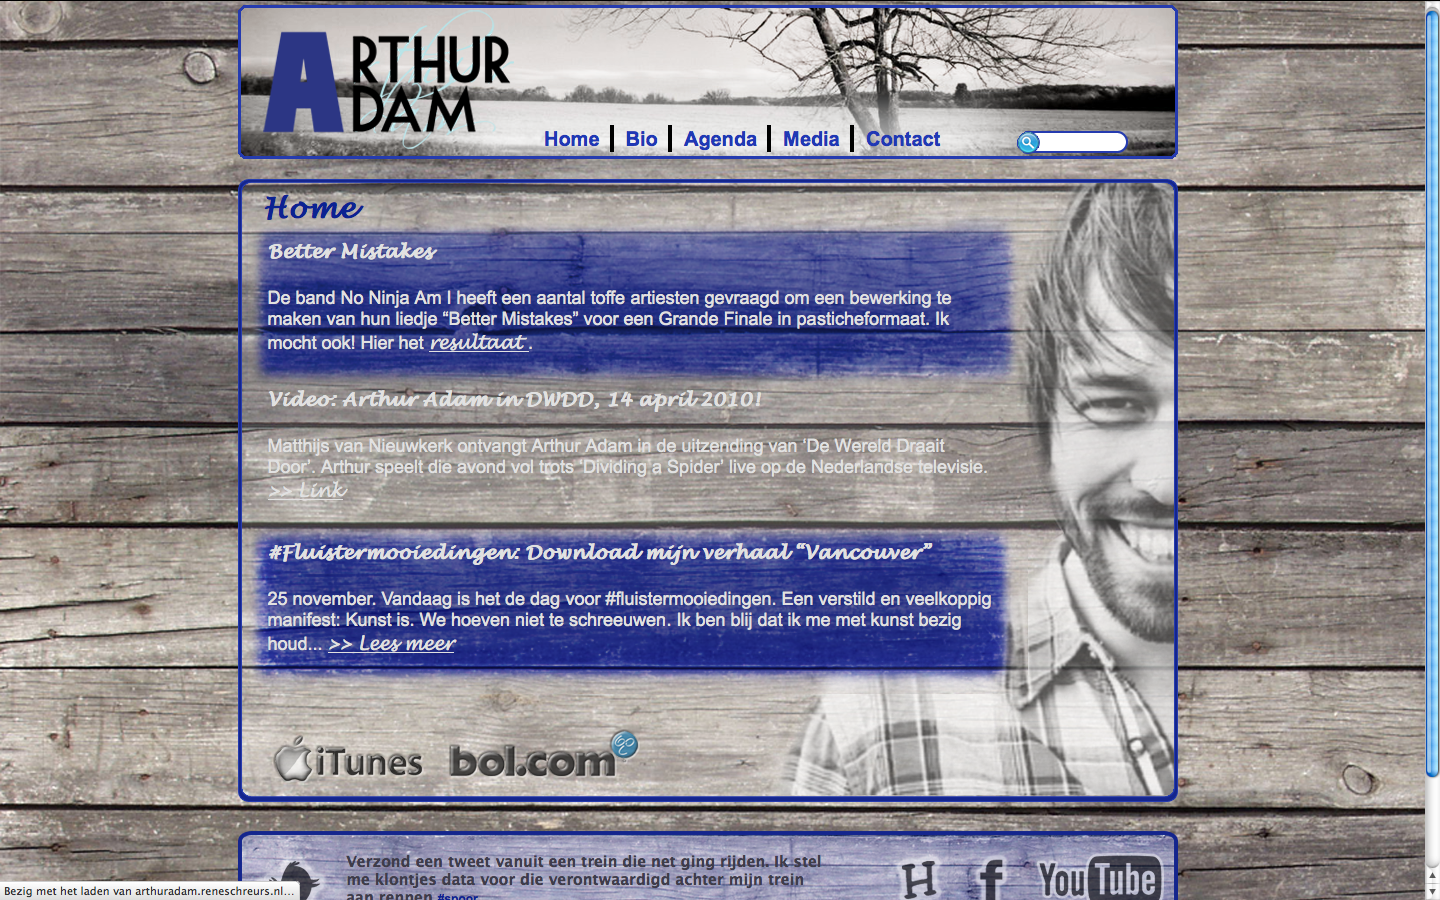 ARTHUR
ADAM
Home Bio Agenda Media Contact
Home
Better Mistakes
De band No Ninja Am I heeft een aantal toffe artiesten gevraagd om een bewerking te
maken van hun liedje “Better Mistakes” voor een Grande Finale in pasticheformaat. Ik
mocht ook! Hier het resultaat .
Video: Arthur Adam in DWDD, 14 april 2010!
Matthijs van Nieuwkerk ontvangt Arthur Adam in de uitzending van ‘De Wereld Draait
Door’. Arthur speelt die avond vol trots ‘Dividing a Spider’ live op de Nederlandse televisie.
>> Link
#Fluistermooiedingen: Download mijn verhaal “Vancouver”
25 november. Vandaag is het de dag voor #fluistermooiedingen. Een verstild en veelkoppig
manifest: Kunst is. We hoeven niet te schreeuwen. Ik ben blij dat ik me met kunst bezig
houd... >> Lees meer
iTunes bol.com
Verzond een tweet vanuit een trein die net ging rijden. Ik stel
me klontjes data voor die verontwaardigd achter mijn trein
aan rennen #spoor
H f YouTube
Bezig met het laden van arthuradam.reneschreurs.nl...